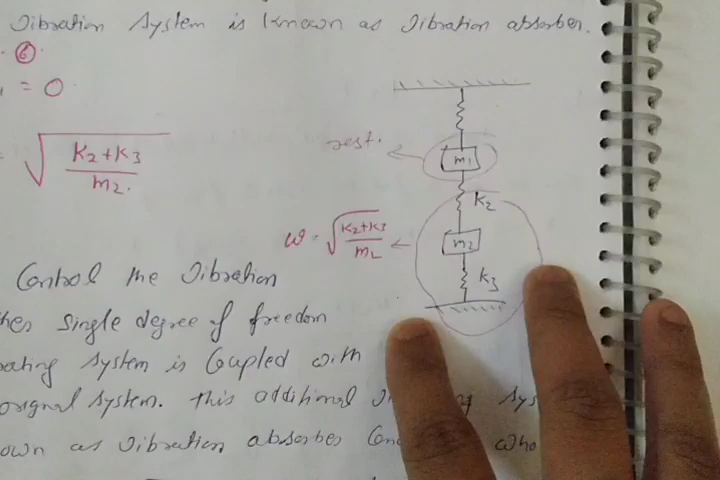 Vibration System is known as Vibration absorber.
⑥
= 0
√ K2+K3 / m2.
rest.
m1
K2
ω = √ K2+K3 / m2
m2
K3
Control the Vibration
single degree of freedom
System is Coupled with
System. This additional
as Vibration absorber